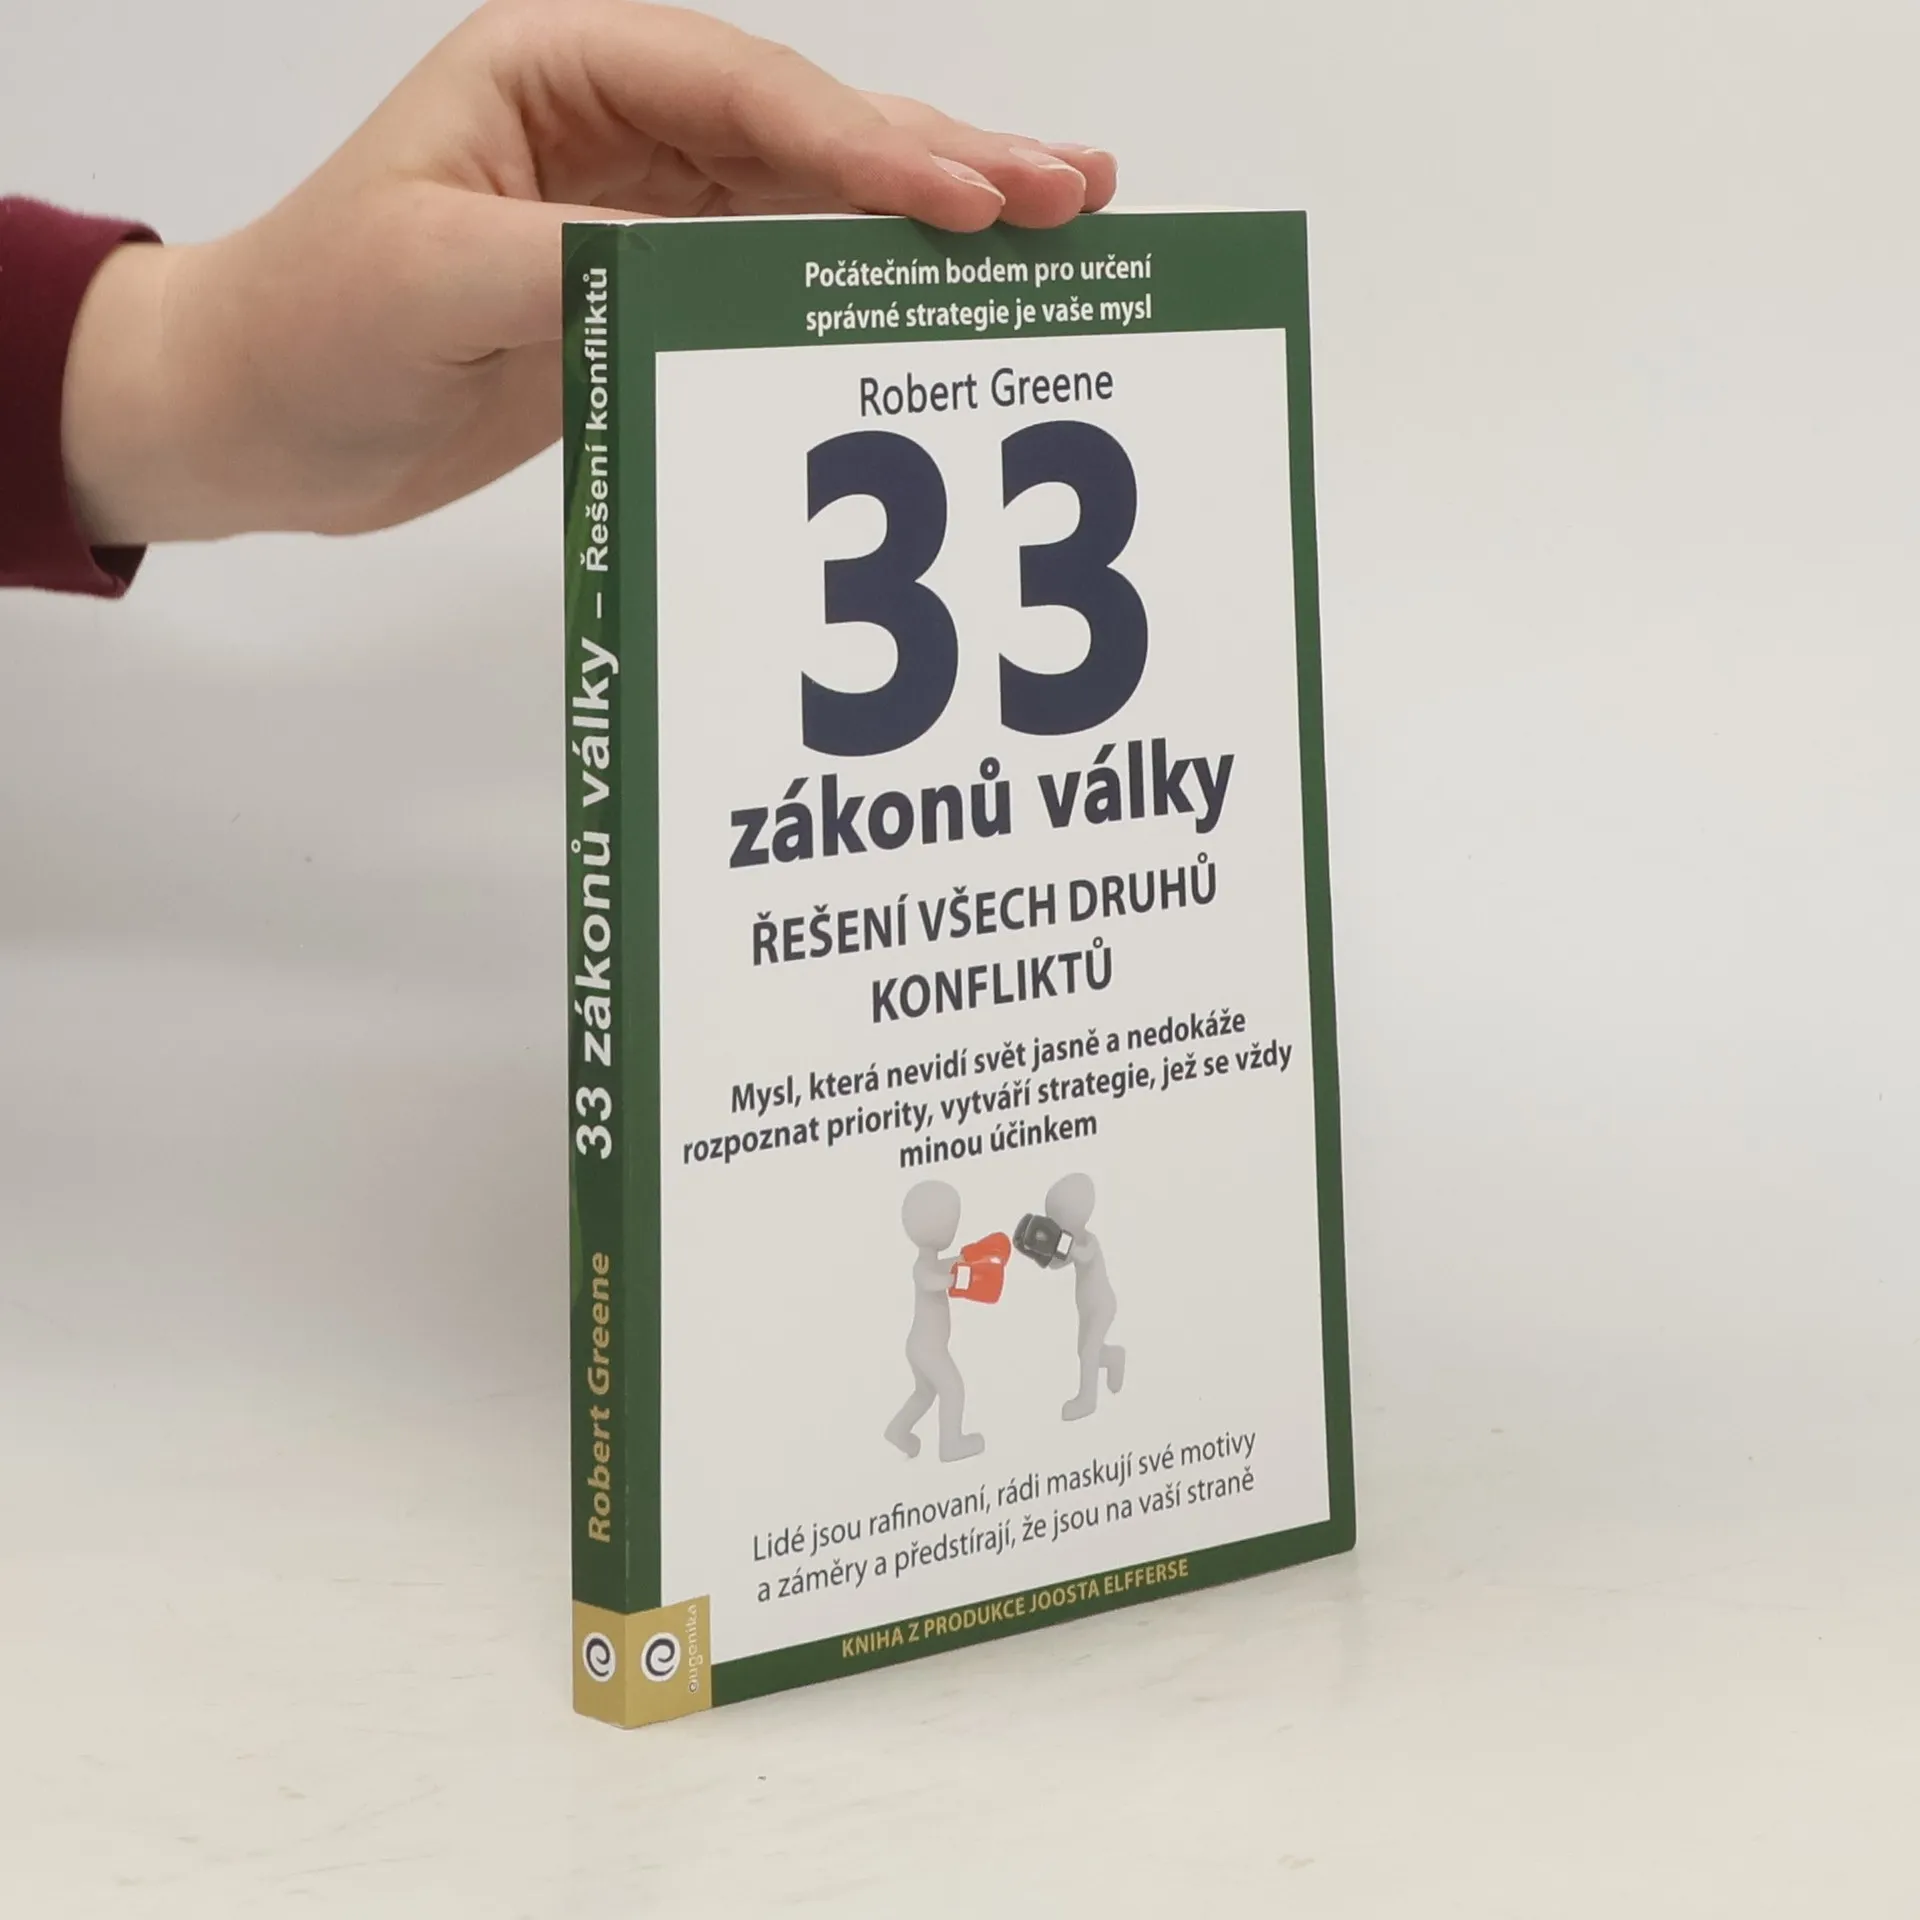 Počátečním bodem pro určení
správné strategie je vaše mysl
Robert Greene
33
zákonů války
ŘEŠENÍ VŠECH DRUHŮ
KONFLIKTŮ
Mysl, která nevidí svět jasně a nedokáže
rozpoznat priority, vytváří strategie, jež se vždy
minou účinkem
Lidé jsou rafinovaní, rádi maskují své motivy
a záměry a předstírají, že jsou na vaší straně
KNIHA Z PRODUKCE JOOSTA ELFFERSE
eugenika
Robert Greene 33 zákonů války – Řešení konfliktů